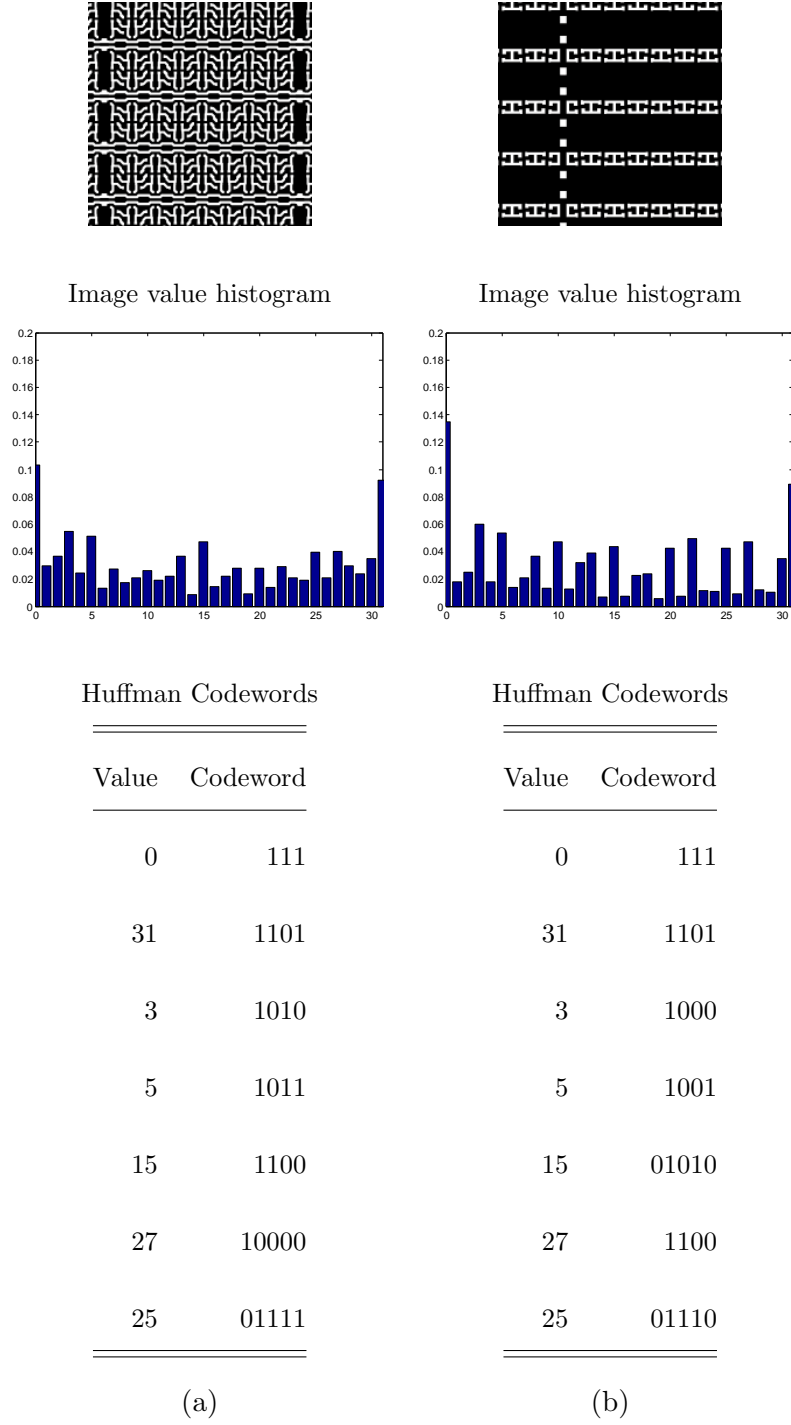 Image value histogram Image value histogram
0.2 0.2
0.18 0.18
0.16 0.16
0.14 0.14
0.12 0.12
0.1 0.1
0.08 0.08
0.06 0.06
0.04 0.04
0.02 0.02
0 0
0 5 10 15 20 25 30 0 5 10 15 20 25 30
Huffman Codewords Huffman Codewords
Value Codeword Value Codeword
0 111 0 111
31 1101 31 1101
3 1010 3 1000
5 1011 5 1001
15 1100 15 01010
27 10000 27 1100
25 01111 25 01110
(a) (b)